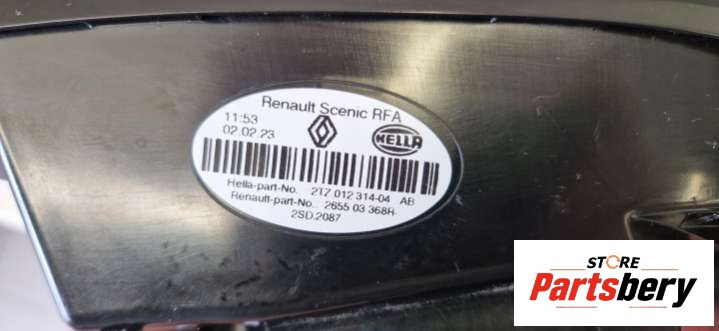 Renault Scenic RFA
11:53
02.02.23
HELLA
Hella-part-No. 2T7 012 314-04 AB
Renault-part-No. 2655 03 368R-
2SD.2087
STORE
Partsbery